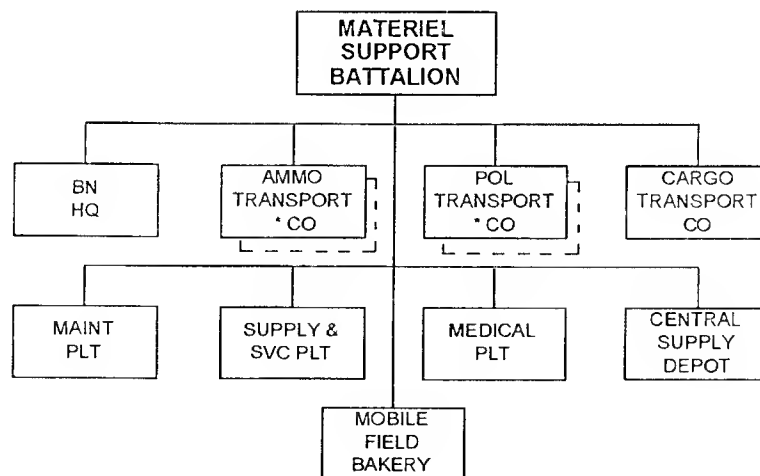 MATERIEL
SUPPORT
BATTALION
BN
HQ
AMMO
TRANSPORT
* CO
POL
TRANSPORT
* CO
CARGO
TRANSPORT
CO
MAINT
PLT
SUPPLY &
SVC PLT
MEDICAL
PLT
CENTRAL
SUPPLY
DEPOT
MOBILE
FIELD
BAKERY